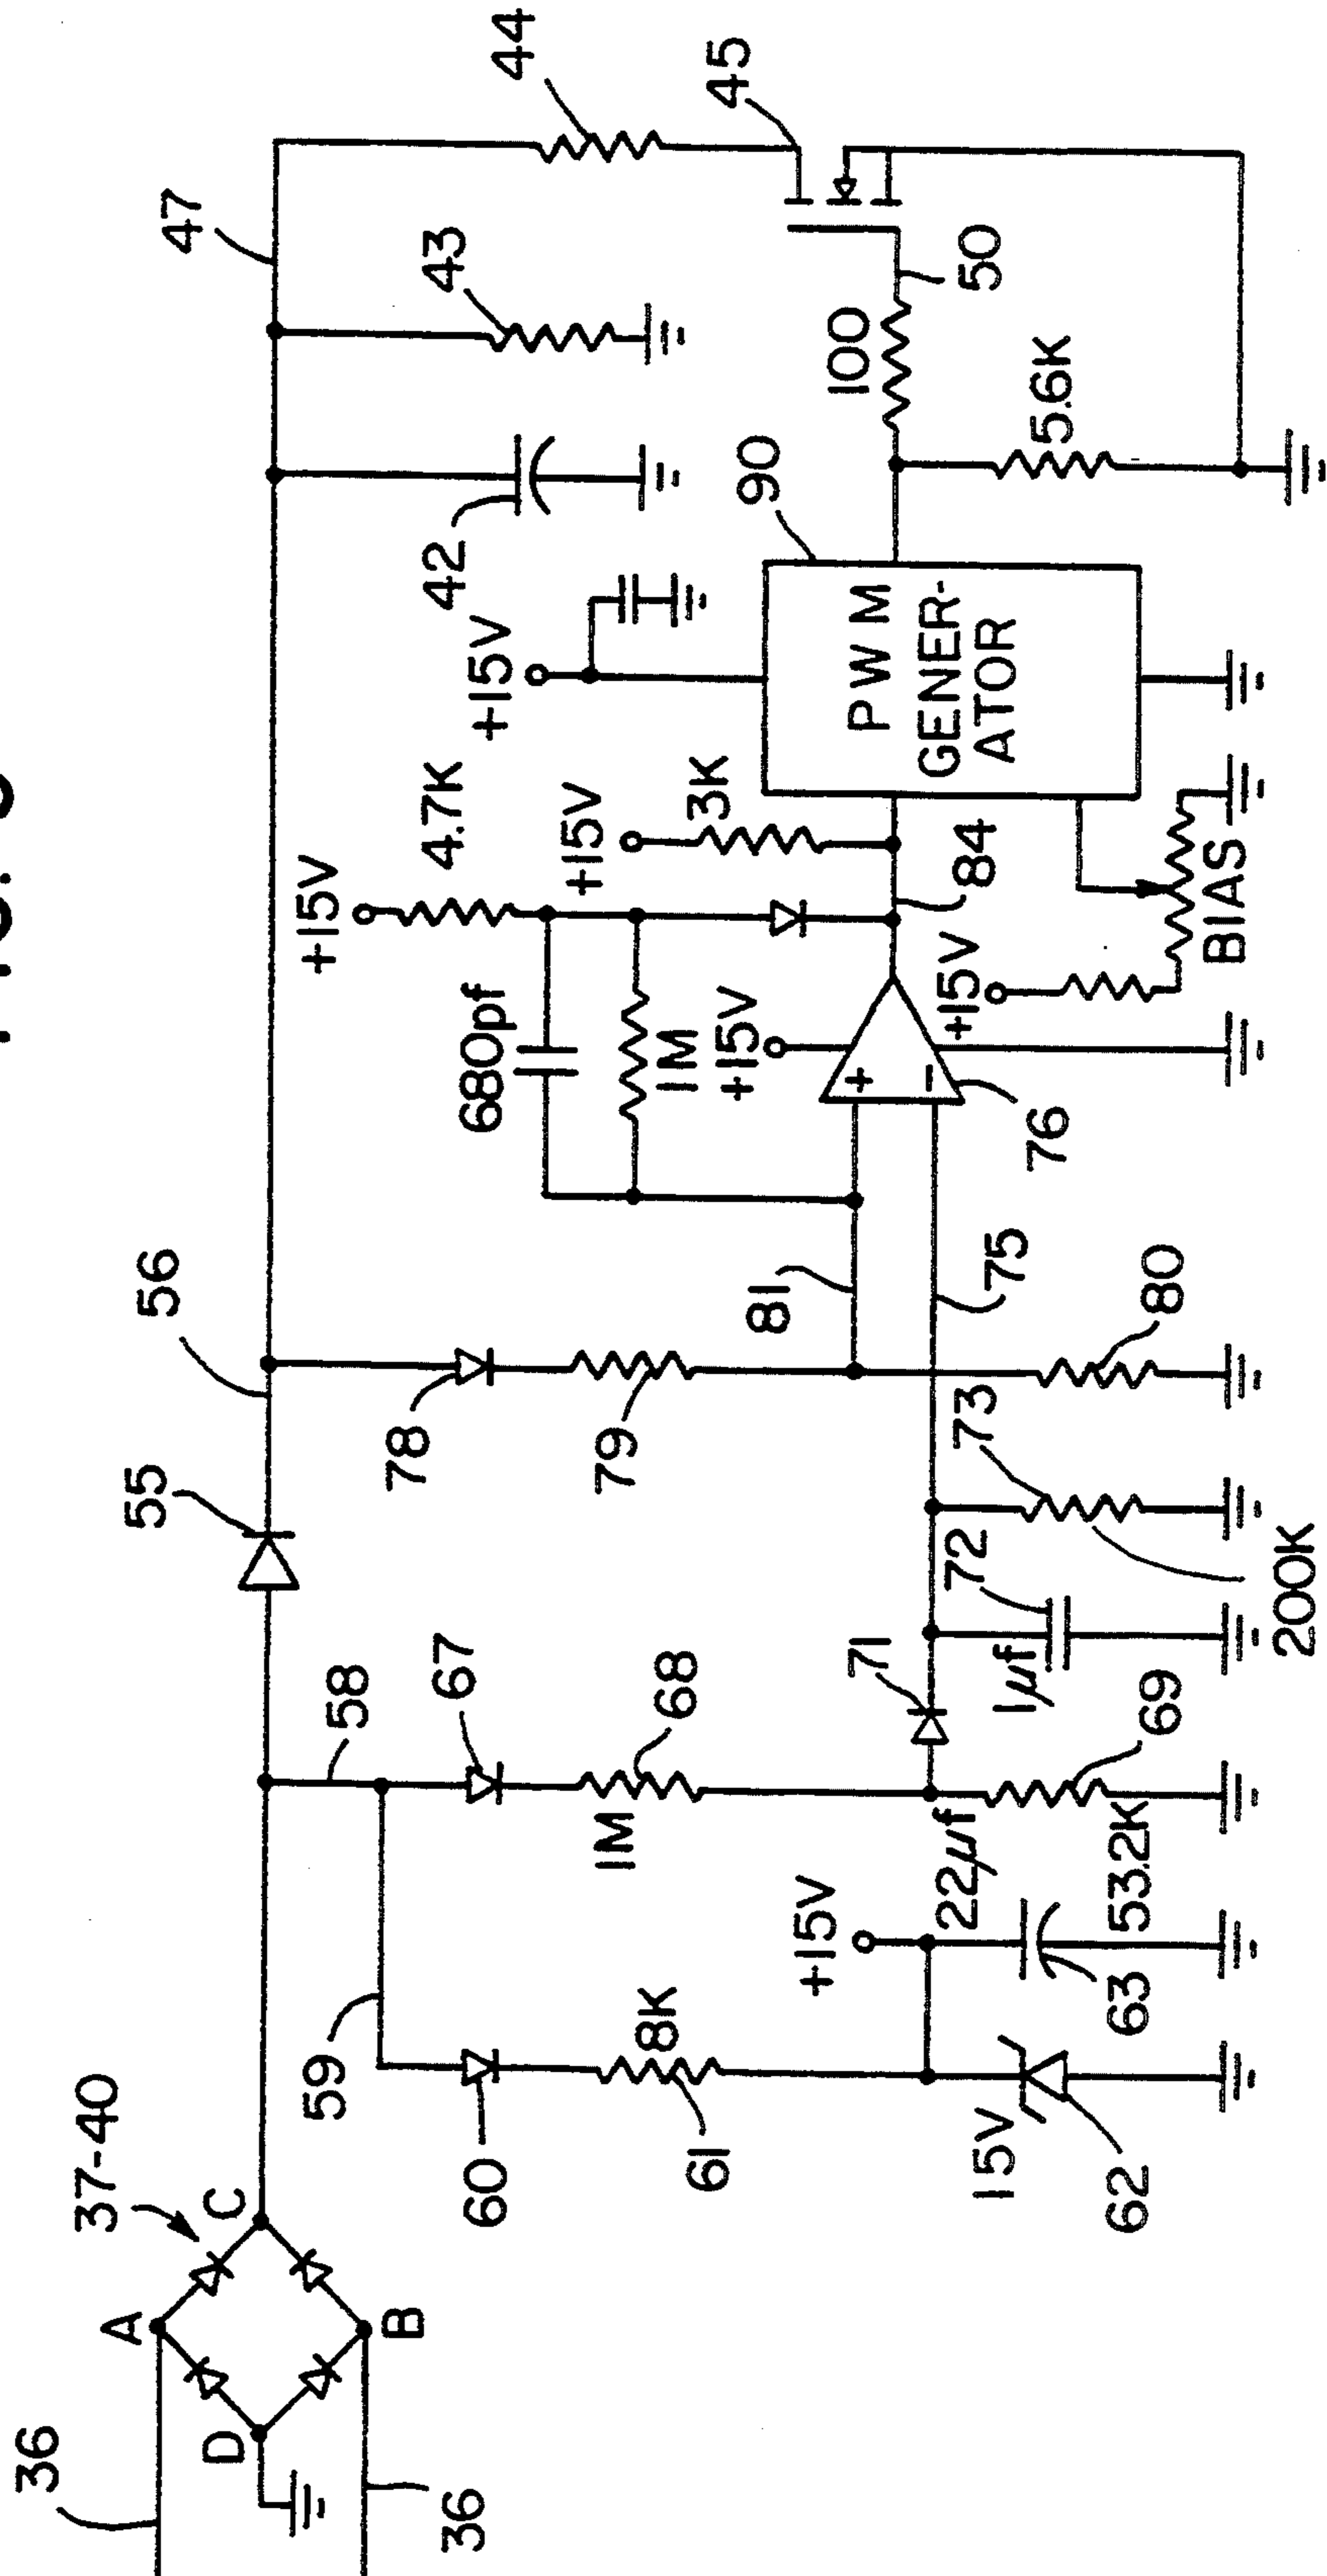 36
36
A
B
C
D
37-40
59
60
8K
61
15V
62
+15V
22µf
63
58
67
1M
68
53.2K
69
71
1µf
72
200K
73
55
56
78
79
80
81
75
76
+
-
+15V
680pf
1M
+15V
4.7K
+15V
3K
84
+15V
BIAS
+15V
PWM
GENER-
ATOR
90
42
43
47
44
45
100
50
5.6K